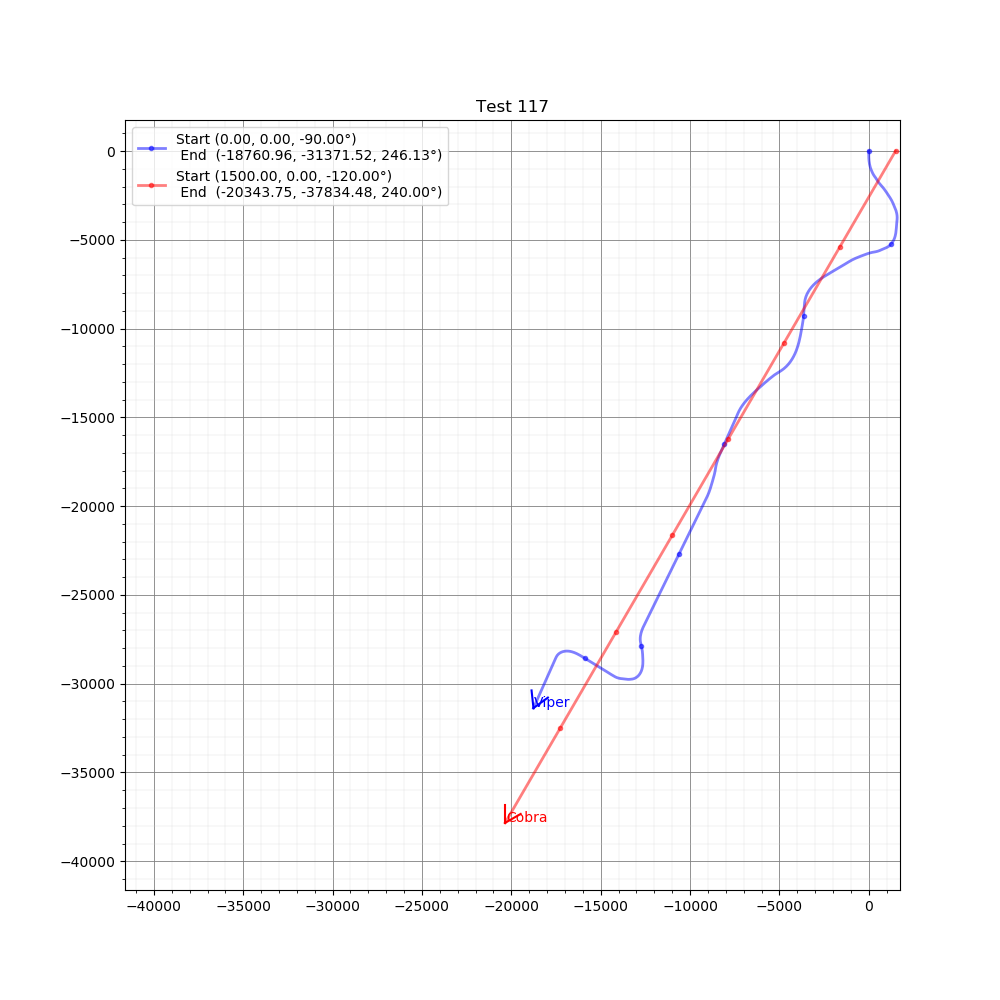 Test 117
Start (0.00, 0.00, -90.00°)
End  (-18760.96, -31371.52, 246.13°)
Start (1500.00, 0.00, -120.00°)
End  (-20343.75, -37834.48, 240.00°)
0
−5000
−10000
−15000
−20000
−25000
−30000
−35000
−40000
Viper
Cobra
−40000 −35000 −30000 −25000 −20000 −15000 −10000 −5000 0